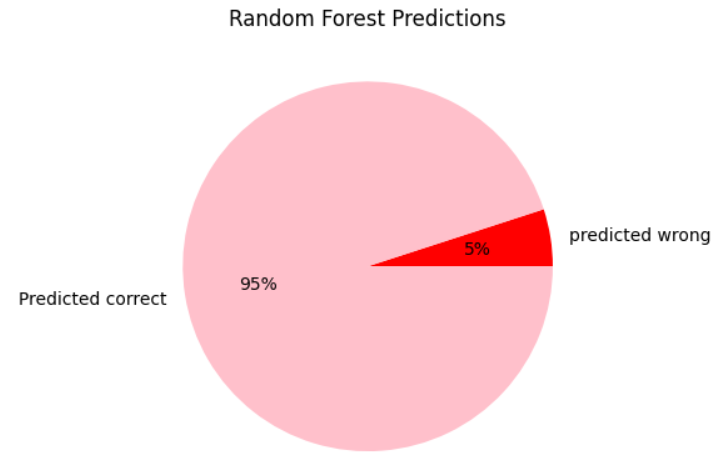 Random Forest Predictions
predicted wrong
5%
95%
Predicted correct